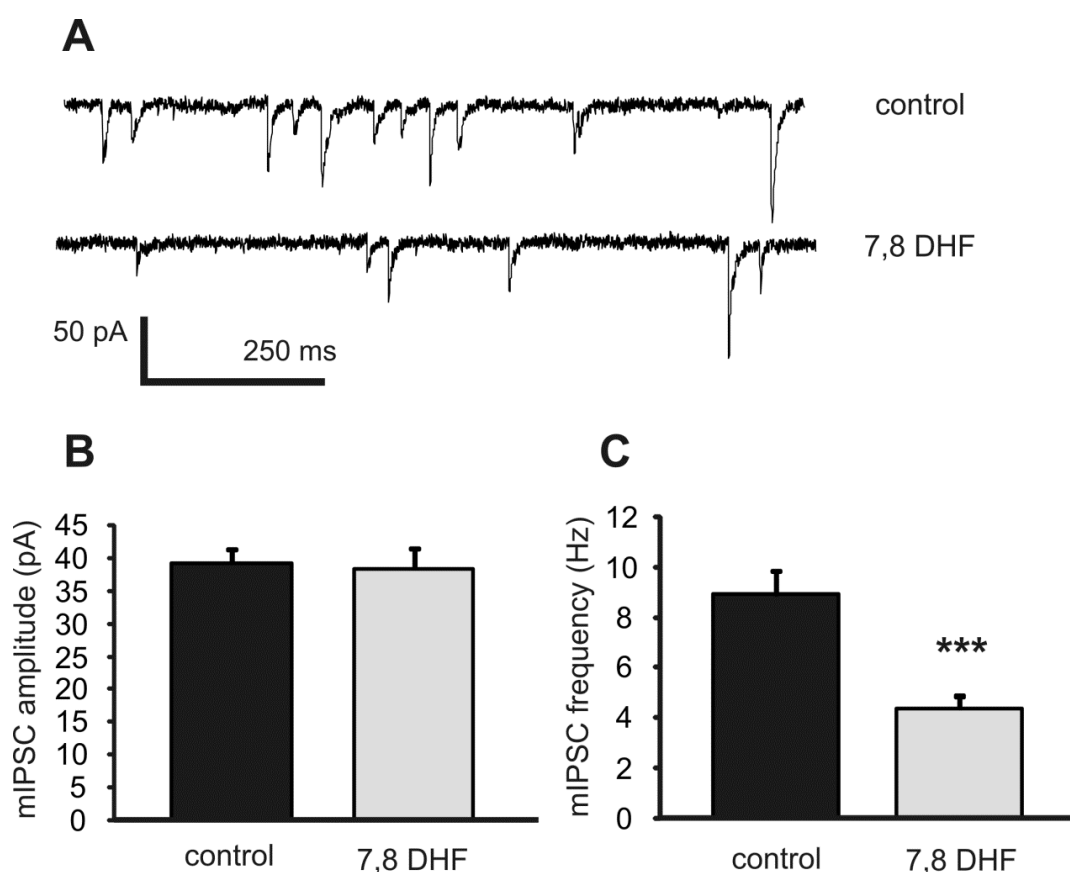 A
control
7,8 DHF
50 pA
250 ms
B
mIPSC amplitude (pA)
45
40
35
30
25
20
15
10
5
0
control
7,8 DHF
C
mIPSC frequency (Hz)
12
10
8
6
4
2
0
***
control
7,8 DHF